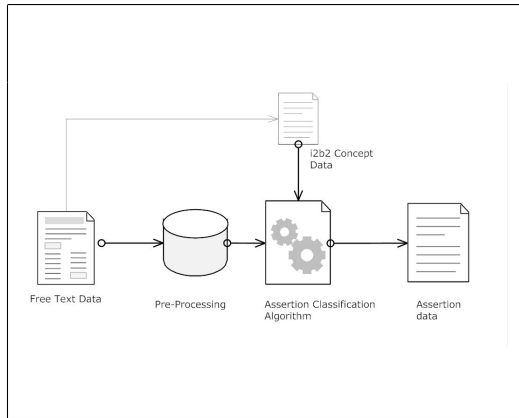 i2b2 Concept
Data
Free Text Data
Pre-Processing
Assertion Classification
Algorithm
Assertion
data